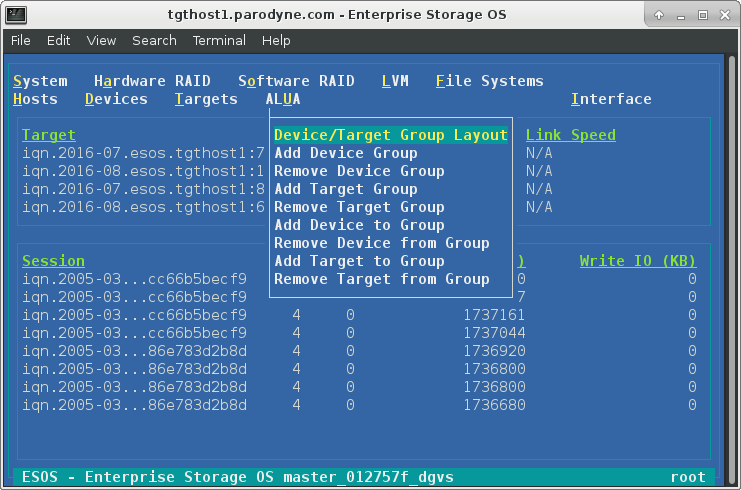 tgthost1.parodyne.com - Enterprise Storage OS
File Edit View Search Terminal Help
System Hardware RAID Software RAID LVM File Systems
Hosts Devices Targets ALUA Interface
Target Device/Target Group Layout Link Speed
iqn.2016-07.esos.tgthost1:7 Add Device Group N/A
iqn.2016-08.esos.tgthost1:1 Remove Device Group N/A
iqn.2016-07.esos.tgthost1:8 Add Target Group N/A
iqn.2016-08.esos.tgthost1:6 Remove Target Group N/A
Add Device to Group
Remove Device from Group
Session Add Target to Group ) Write IO (KB)
iqn.2005-03...cc66b5becf9 Remove Target from Group 0 0
iqn.2005-03...cc66b5becf9 7 0
iqn.2005-03...cc66b5becf9 4 0 1737161 0
iqn.2005-03...cc66b5becf9 4 0 1737044 0
iqn.2005-03...86e783d2b8d 4 0 1736920 0
iqn.2005-03...86e783d2b8d 4 0 1736800 0
iqn.2005-03...86e783d2b8d 4 0 1736800 0
iqn.2005-03...86e783d2b8d 4 0 1736680 0
ESOS - Enterprise Storage OS master_012757f_dgvs root